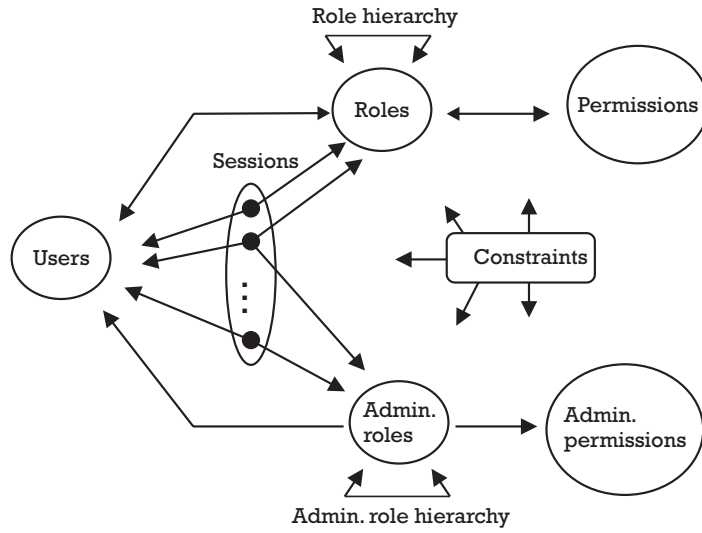 Role hierarchy
Roles
Permissions
Sessions
Users
Constraints
Admin.
roles
Admin.
permissions
Admin. role hierarchy